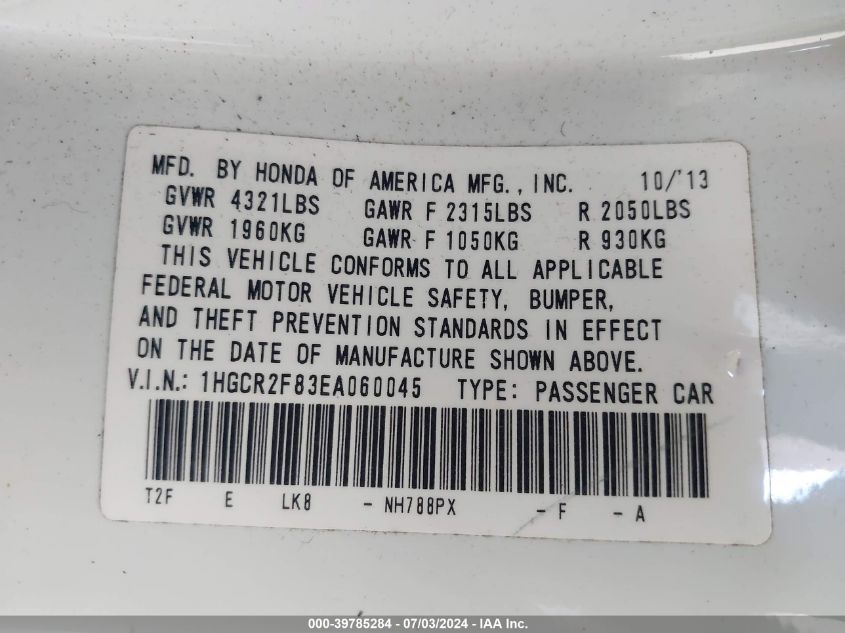 MFD. BY HONDA OF AMERICA MFG., INC. 10/'13
GVWR 4321LBS GAWR F 2315LBS R 2050LBS
GVWR 1960KG GAWR F 1050KG R 930KG
THIS VEHICLE CONFORMS TO ALL APPLICABLE
FEDERAL MOTOR VEHICLE SAFETY, BUMPER,
AND THEFT PREVENTION STANDARDS IN EFFECT
ON THE DATE OF MANUFACTURE SHOWN ABOVE.
V.I.N.: 1HGCR2F83EA060045 TYPE: PASSENGER CAR
T2F E LK8 - NH788PX - F - A
000-39785284 - 07/03/2024 - IAA Inc.